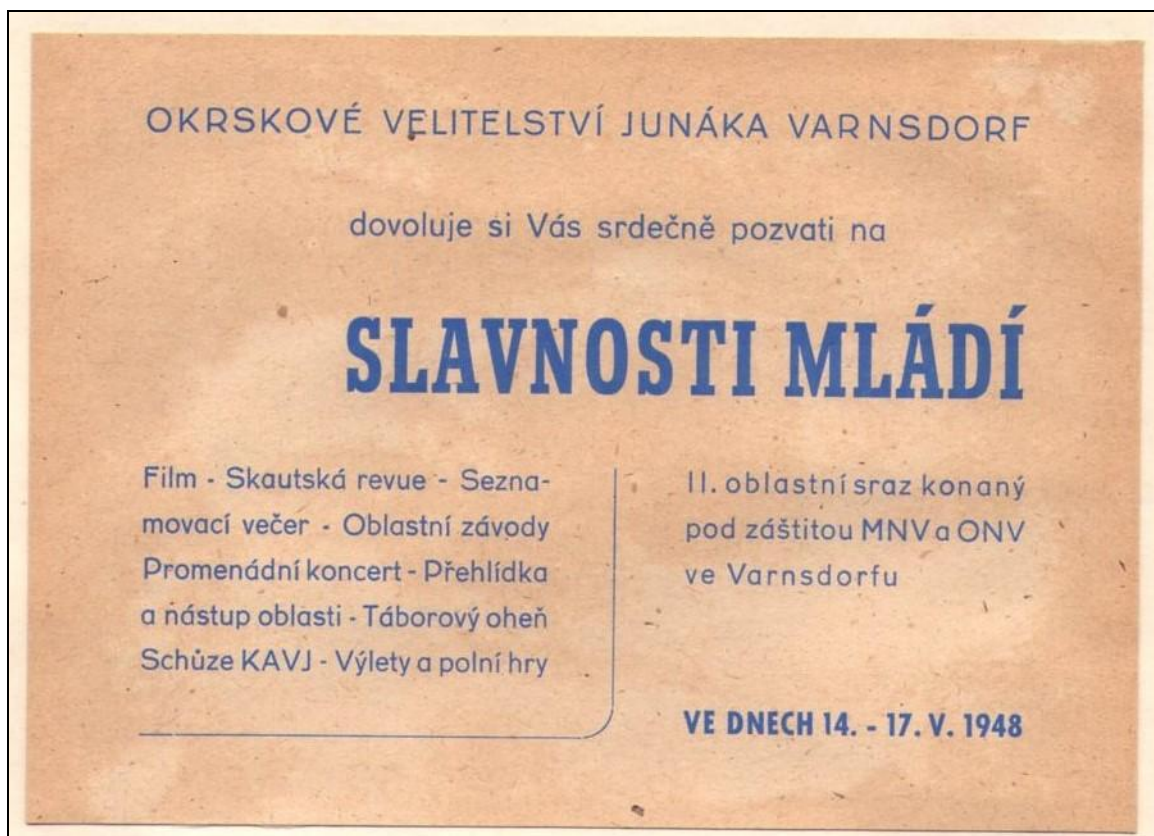 OKRSKOVÉ VELITELSTVÍ JUNÁKA VARNSDORF
dovoluje si Vás srdečně pozvati na
SLAVNOSTI MLÁDÍ
Film - Skautská revue - Sezna-
movací večer - Oblastní závody
Promenádní koncert - Přehlídka
a nástup oblasti - Táborový oheň
Schůze KAVJ - Výlety a polní hry
II. oblastní sraz konaný
pod záštitou MNV a ONV
ve Varnsdorfu
VE DNECH 14. - 17. V. 1948